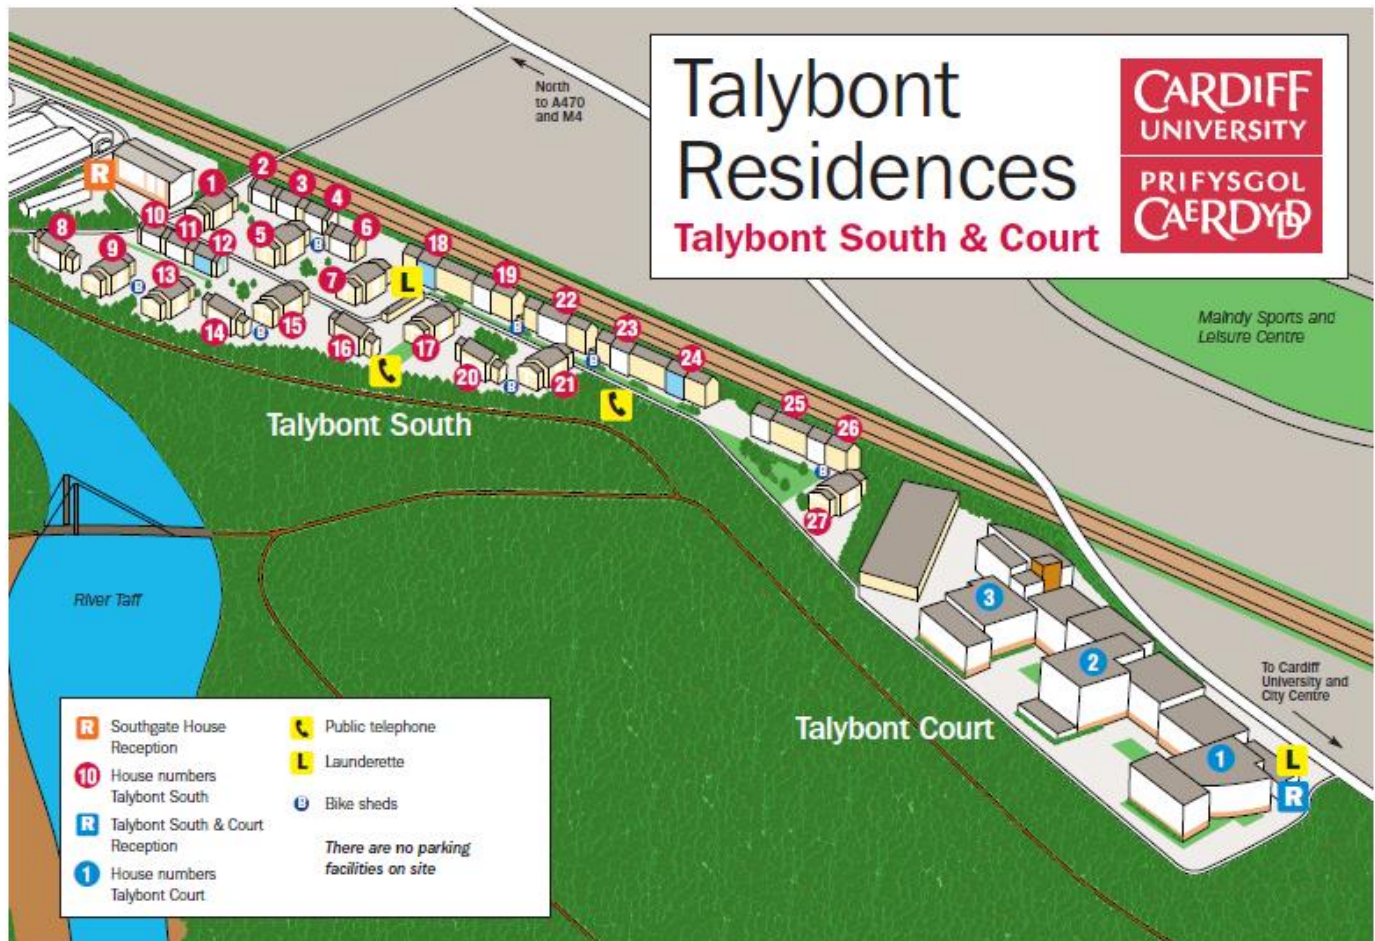 Talybont
Residences
Talybont South & Court
CARDIFF
UNIVERSITY
PRIFYSGOL
CAERDYDD
North
to A470
and M4
Maindy Sports and
Leisure Centre
R
1
2
3
4
5
6
7
8
9
10
11
12
13
14
15
16
17
18
19
20
21
22
23
24
25
26
27
L
B
B
B
B
B
B
B
Talybont South
River Taff
3
2
1
L
R
Talybont Court
To Cardiff
University and
City Centre
R Southgate House
Reception
10 House numbers
Talybont South
R Talybont South & Court
Reception
1 House numbers
Talybont Court
Public telephone
L Launderette
B Bike sheds
There are no parking
facilities on site